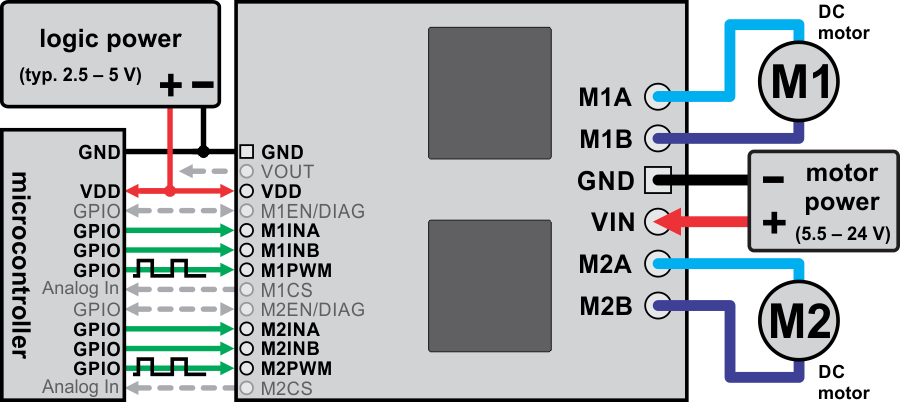 logic power
(typ. 2.5 – 5 V)
+ −
microcontroller
GND
VDD
GPIO
GPIO
GPIO
GPIO
Analog In
GPIO
GPIO
GPIO
GPIO
Analog In
GND
VOUT
VDD
M1EN/DIAG
M1INA
M1INB
M1PWM
M1CS
M2EN/DIAG
M2INA
M2INB
M2PWM
M2CS
M1A
M1B
GND
VIN
M2A
M2B
DC
motor
M1
− motor
power
+ (5.5 – 24 V)
M2
DC
motor